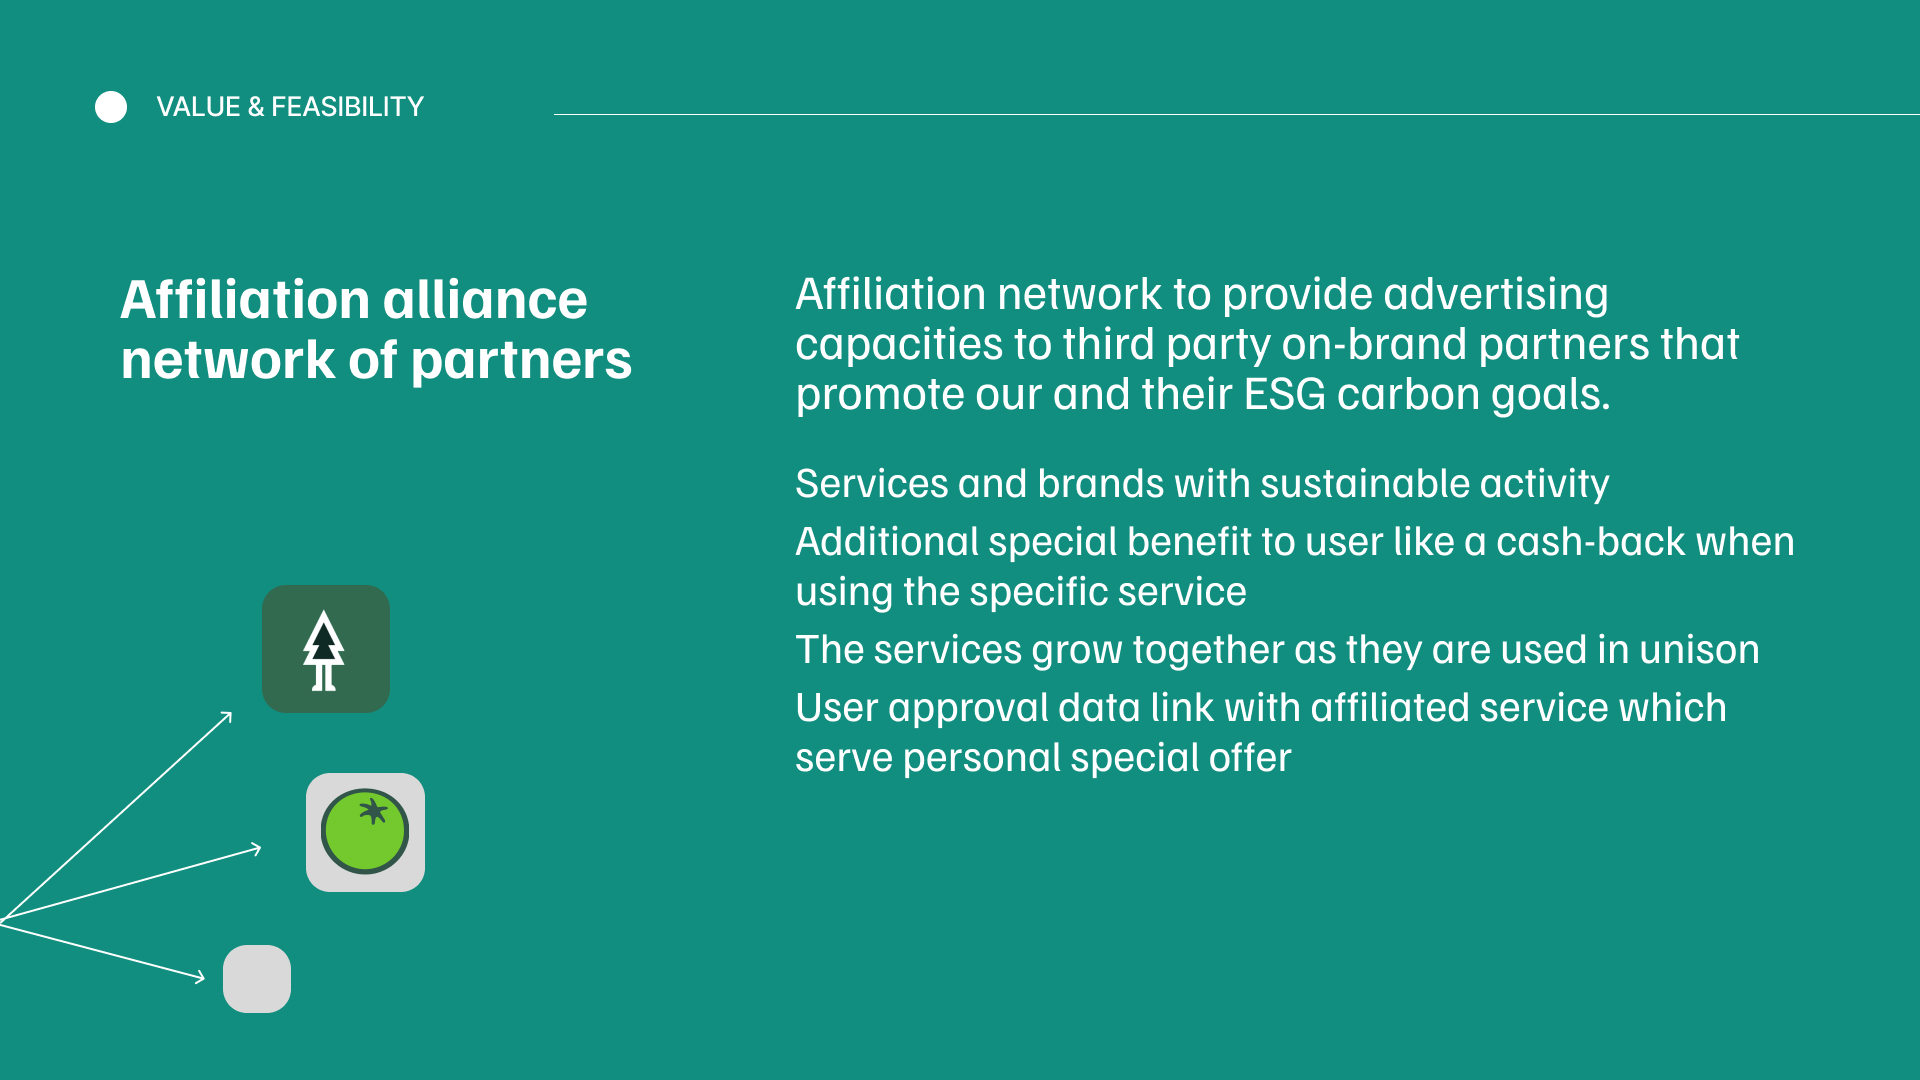 VALUE & FEASIBILITY
Affiliation alliance
network of partners
Affiliation network to provide advertising
capacities to third party on-brand partners that
promote our and their ESG carbon goals.
Services and brands with sustainable activity
Additional special benefit to user like a cash-back when
using the specific service
The services grow together as they are used in unison
User approval data link with affiliated service which
serve personal special offer